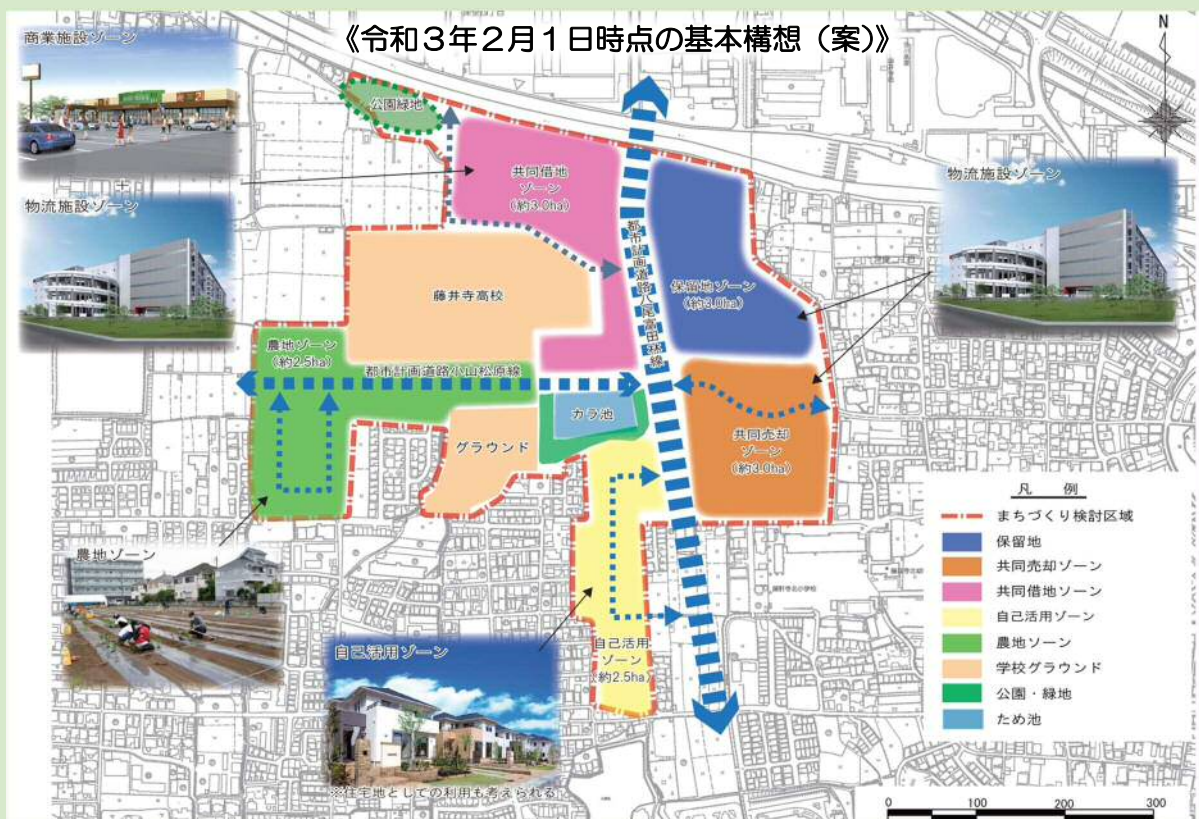 《令和３年２月１日時点の基本構想（案）》
商業施設ゾーン
＋
物流施設ゾーン
公園緑地
共同借地
ゾーン
(約3.0ha)
N
物流施設ゾーン
都市計画道路八尾富田林線
保留地ゾーン
(約3.0ha)
藤井寺高校
農地ゾーン
(約2.5ha)
都市計画道路小山松原線
カラ池
グラウンド
共同売却
ゾーン
(約3.0ha)
農地ゾーン
自己活用ゾーン
※住宅地としての利用も考えられる
自己活用
ゾーン
(約2.5ha)
凡　例
まちづくり検討区域
保留地
共同売却ゾーン
共同借地ゾーン
自己活用ゾーン
農地ゾーン
学校グラウンド
公園・緑地
ため池
0 100 200 300